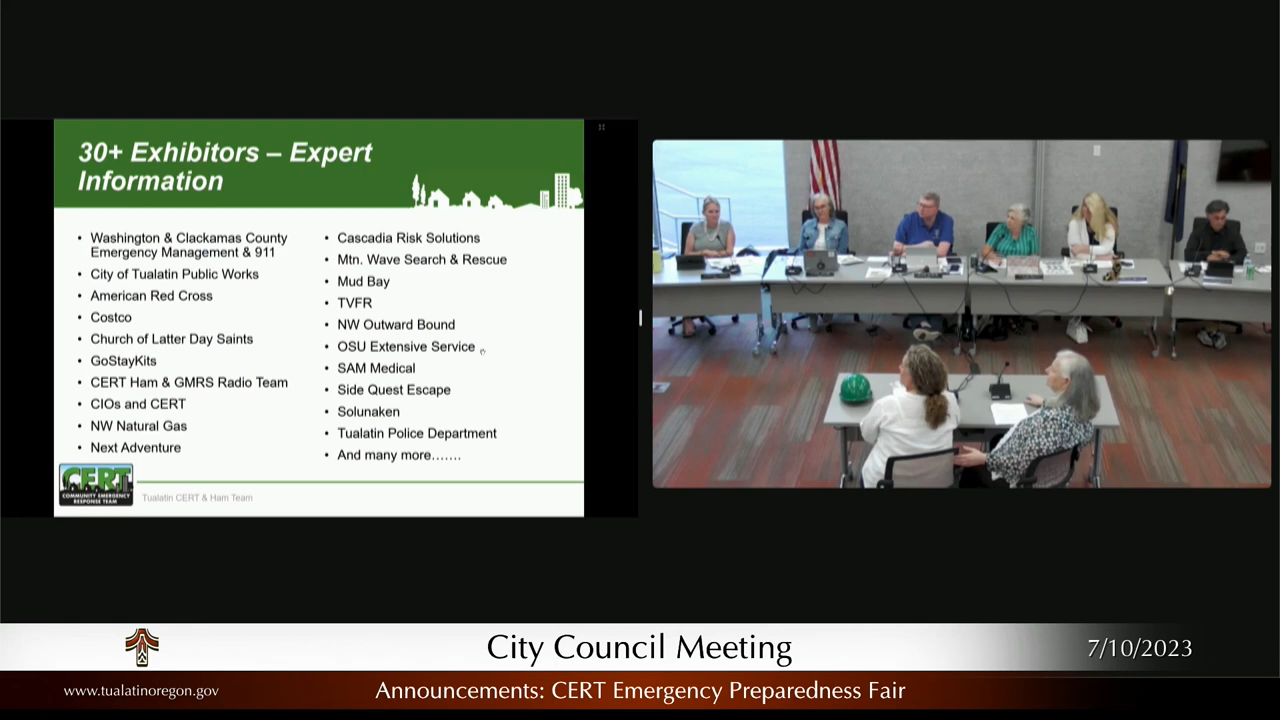 30+ Exhibitors – Expert
Information
• Washington & Clackamas County
Emergency Management & 911
• City of Tualatin Public Works
• American Red Cross
• Costco
• Church of Latter Day Saints
• GoStayKits
• CERT Ham & GMRS Radio Team
• CIOs and CERT
• NW Natural Gas
• Next Adventure
• Cascadia Risk Solutions
• Mtn. Wave Search & Rescue
• Mud Bay
• TVFR
• NW Outward Bound
• OSU Extensive Service
• SAM Medical
• Side Quest Escape
• Solunaken
• Tualatin Police Department
• And many more…….
CERT
COMMUNITY EMERGENCY
RESPONSE TEAM
Tualatin CERT & Ham Team
City Council Meeting
7/10/2023
www.tualatinoregon.gov
Announcements: CERT Emergency Preparedness Fair